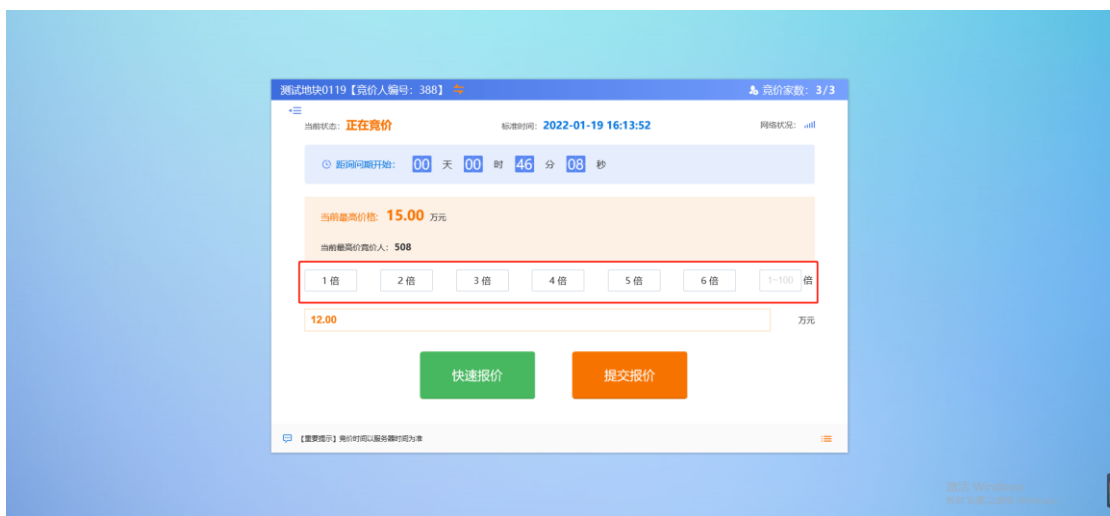 测试地块0119【竞价人编号：388】 竞价家数：3/3
当前状态：正在竞价 标准时间：2022-01-19 16:13:52 网络状况：
距询问期开始： 00 天 00 时 46 分 08 秒
当前最高价格：15.00 万元
当前最高价竞价人：508
1 倍 2 倍 3 倍 4 倍 5 倍 6 倍 1~100 倍
12.00 万元
快速报价 提交报价
【重要提示】竞价时间以服务器时间为准
激活 Windows